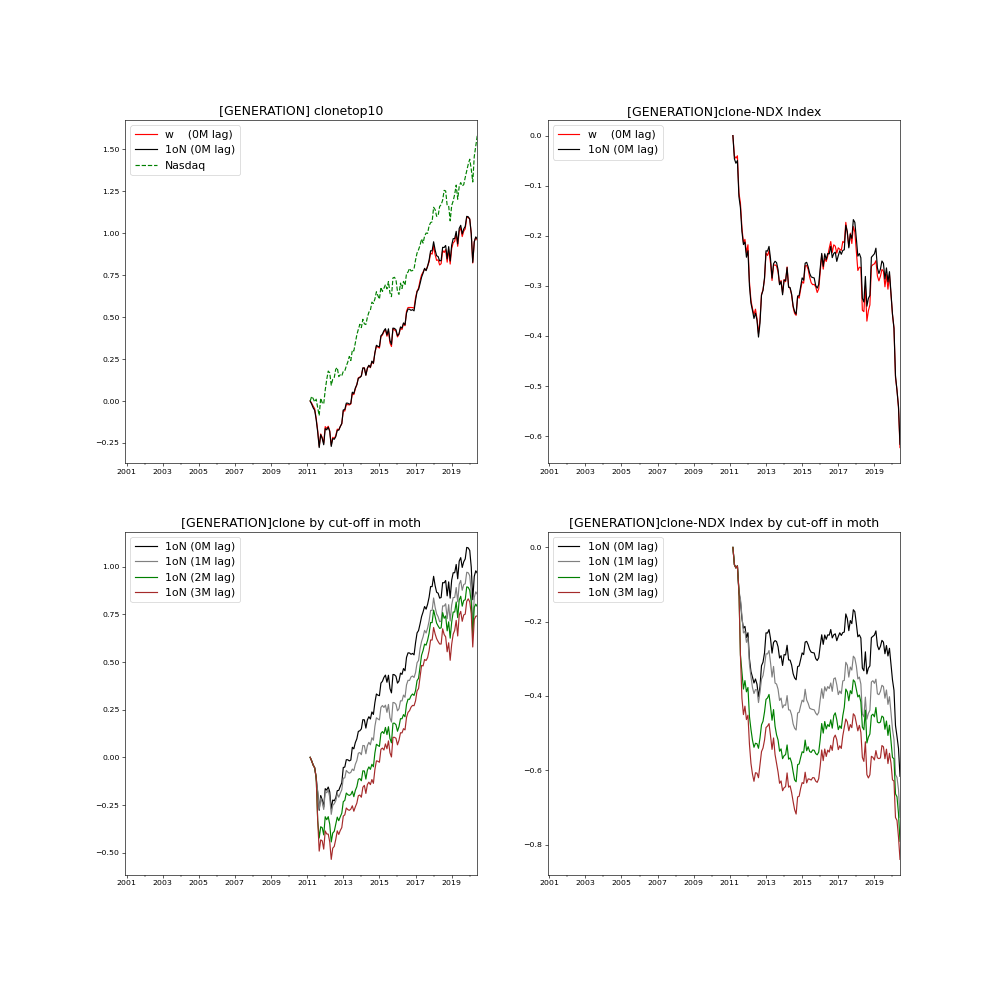 [GENERATION] clonetop10
w    (0M lag)
1oN (0M lag)
Nasdaq
1.50
1.25
1.00
0.75
0.50
0.25
0.00
−0.25
2001 2003 2005 2007 2009 2011 2013 2015 2017 2019
[GENERATION]clone-NDX Index
w    (0M lag)
1oN (0M lag)
0.0
−0.1
−0.2
−0.3
−0.4
−0.5
−0.6
2001 2003 2005 2007 2009 2011 2013 2015 2017 2019
[GENERATION]clone by cut-off in moth
1oN (0M lag)
1oN (1M lag)
1oN (2M lag)
1oN (3M lag)
1.00
0.75
0.50
0.25
0.00
−0.25
−0.50
2001 2003 2005 2007 2009 2011 2013 2015 2017 2019
[GENERATION]clone-NDX Index by cut-off in moth
1oN (0M lag)
1oN (1M lag)
1oN (2M lag)
1oN (3M lag)
0.0
−0.2
−0.4
−0.6
−0.8
2001 2003 2005 2007 2009 2011 2013 2015 2017 2019